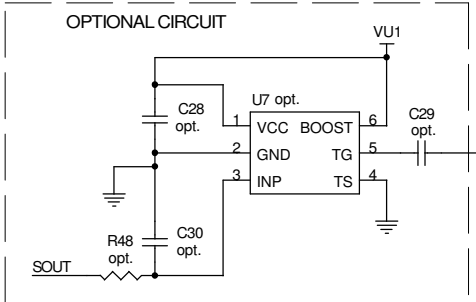 OPTIONAL CIRCUIT
VU1
C28
opt.
U7 opt.
C29
opt.
1 VCC BOOST 6
2 GND TG 5
3 INP TS 4
C30
opt.
R48
opt.
SOUT